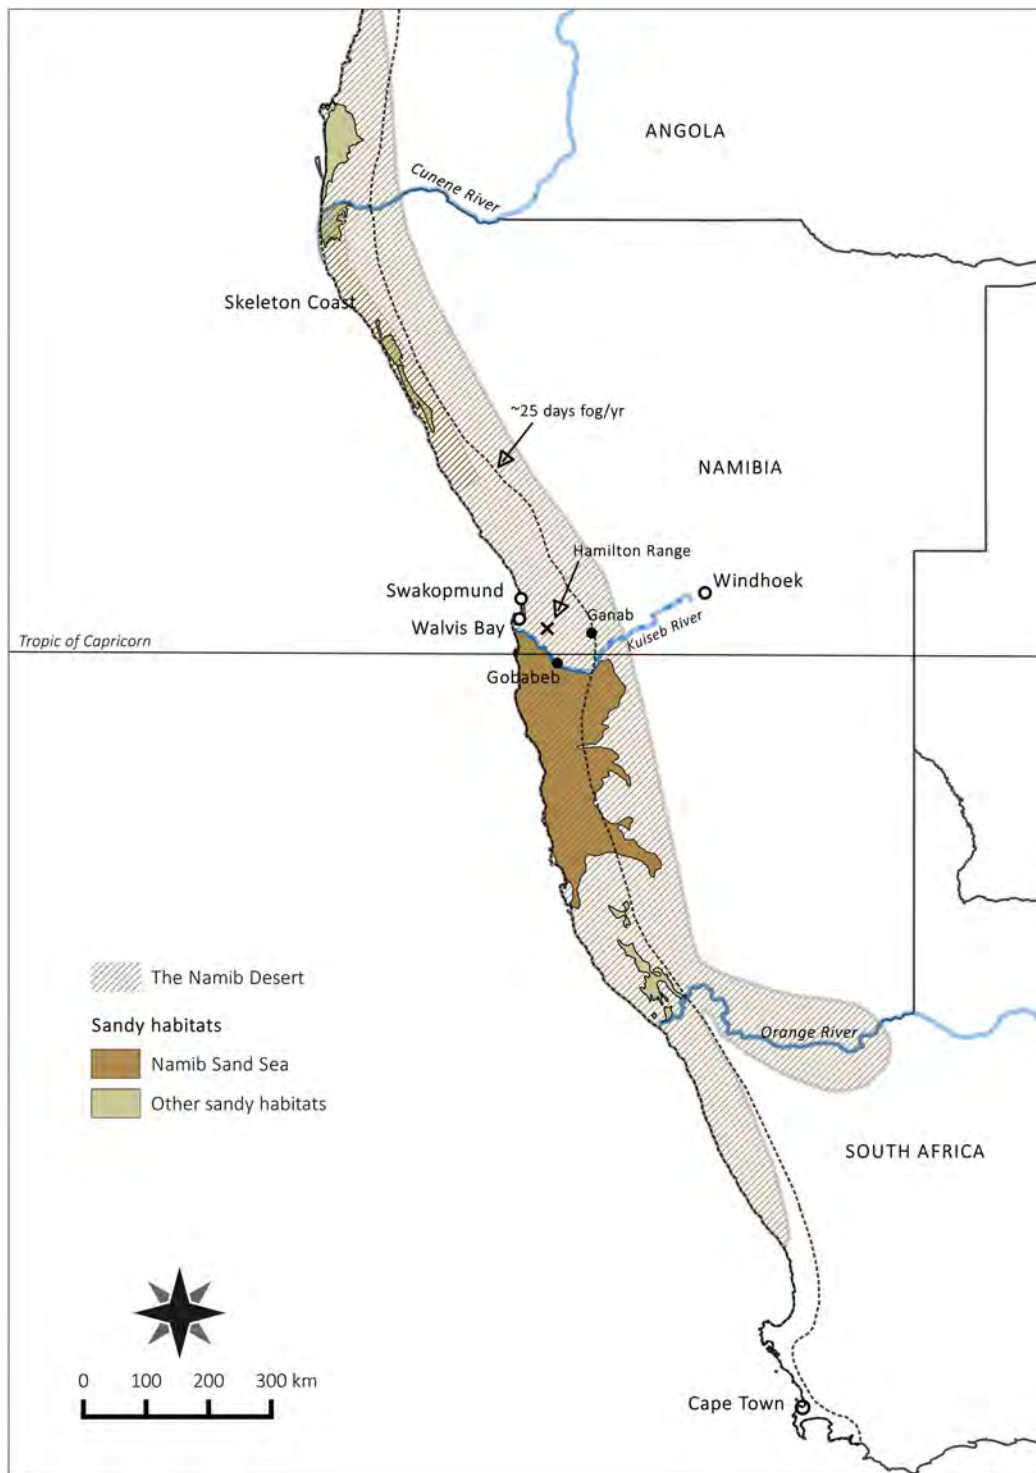 ANGOLA
Cunene River
Skeleton Coast
~25 days fog/yr
NAMIBIA
Hamilton Range
Swakopmund
Windhoek
Ganab
Walvis Bay
Kuiseb River
Tropic of Capricorn
Gobabeb
The Namib Desert
Sandy habitats
Namib Sand Sea
Other sandy habitats
Orange River
SOUTH AFRICA
0 100 200 300 km
Cape Town